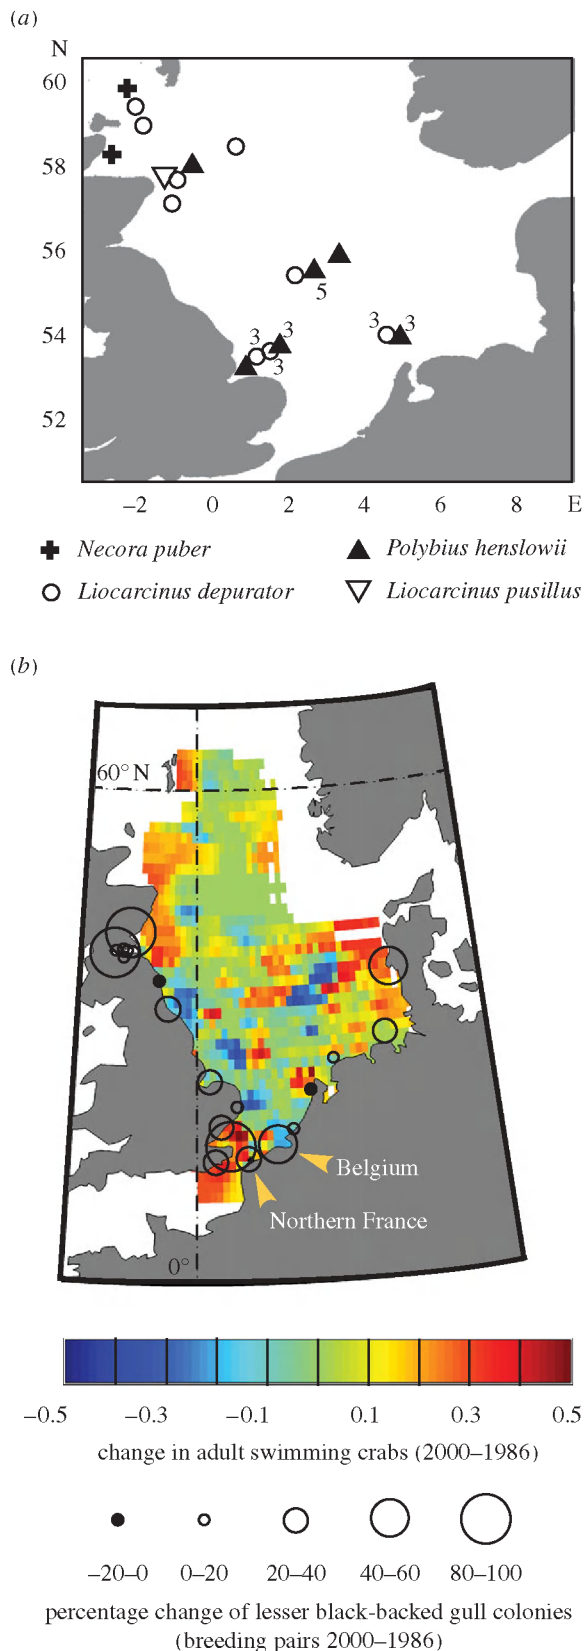 (a)
N
60
58
56
54
52
5
3 3
3
3 3
−2 0 2 4 6 8 E
Necora puber
Polybius henslowii
Liocarcinus depurator
Liocarcinus pusillus
(b)
60° N
Belgium
Northern France
0°
−0.5 −0.3 −0.1 0.1 0.3 0.5
change in adult swimming crabs (2000–1986)
−20–0 0–20 20–40 40–60 80–100
percentage change of lesser black-backed gull colonies
(breeding pairs 2000–1986)